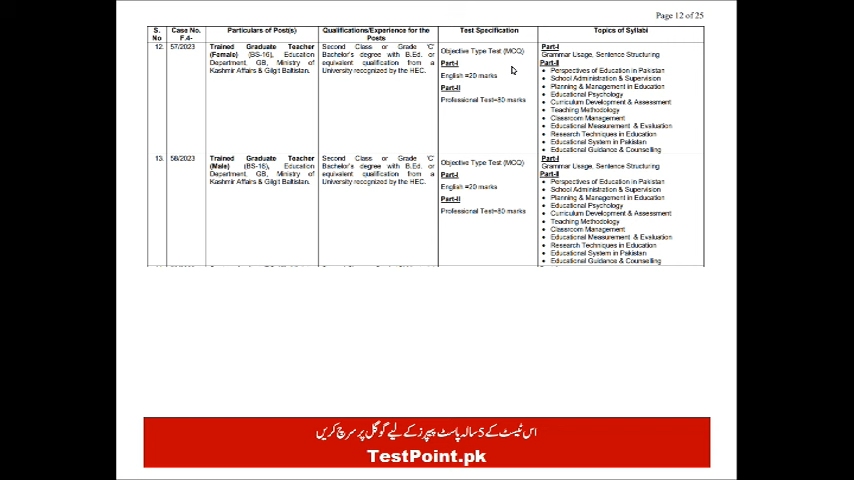 Page 12 of 25
S. No
Case No. F.4-
Particulars of Post(s)
Qualifications/Experience for the Posts
Test Specification
Topics of Syllabi
12.
57/2023
Trained Graduate Teacher
(Female) (BS-16), Education
Department, GB, Ministry of
Kashmir Affairs & Gilgit Baltistan.
Second Class or Grade 'C'
Bachelor's degree with B.Ed. or
equivalent qualification from a
University recognized by the HEC.
Objective Type Test (MCQ)
Part-I
English =20 marks
Part-II
Professional Test=80 marks
Part-I
Grammar Usage, Sentence Structuring
Part-II
• Perspectives of Education in Pakistan
• School Administration & Supervision
• Planning & Management in Education
• Educational Psychology
• Curriculum Development & Assessment
• Teaching Methodology
• Classroom Management
• Educational Measurement & Evaluation
• Research Techniques in Education
• Educational System in Pakistan
• Educational Guidance & Counselling
13.
58/2023
Trained Graduate Teacher
(Male) (BS-16), Education
Department, GB, Ministry of
Kashmir Affairs & Gilgit Baltistan.
Second Class or Grade 'C'
Bachelor's degree with B.Ed. or
equivalent qualification from a
University recognized by the HEC.
Objective Type Test (MCQ)
Part-I
English =20 marks
Part-II
Professional Test=80 marks
Part-I
Grammar Usage, Sentence Structuring
Part-II
• Perspectives of Education in Pakistan
• School Administration & Supervision
• Planning & Management in Education
• Educational Psychology
• Curriculum Development & Assessment
• Teaching Methodology
• Classroom Management
• Educational Measurement & Evaluation
• Research Techniques in Education
• Educational System in Pakistan
• Educational Guidance & Counselling
اس ٹیسٹ کے 5 سالہ پاسٹ پیپرز کے لیے گوگل پر سرچ کریں
TestPoint.pk